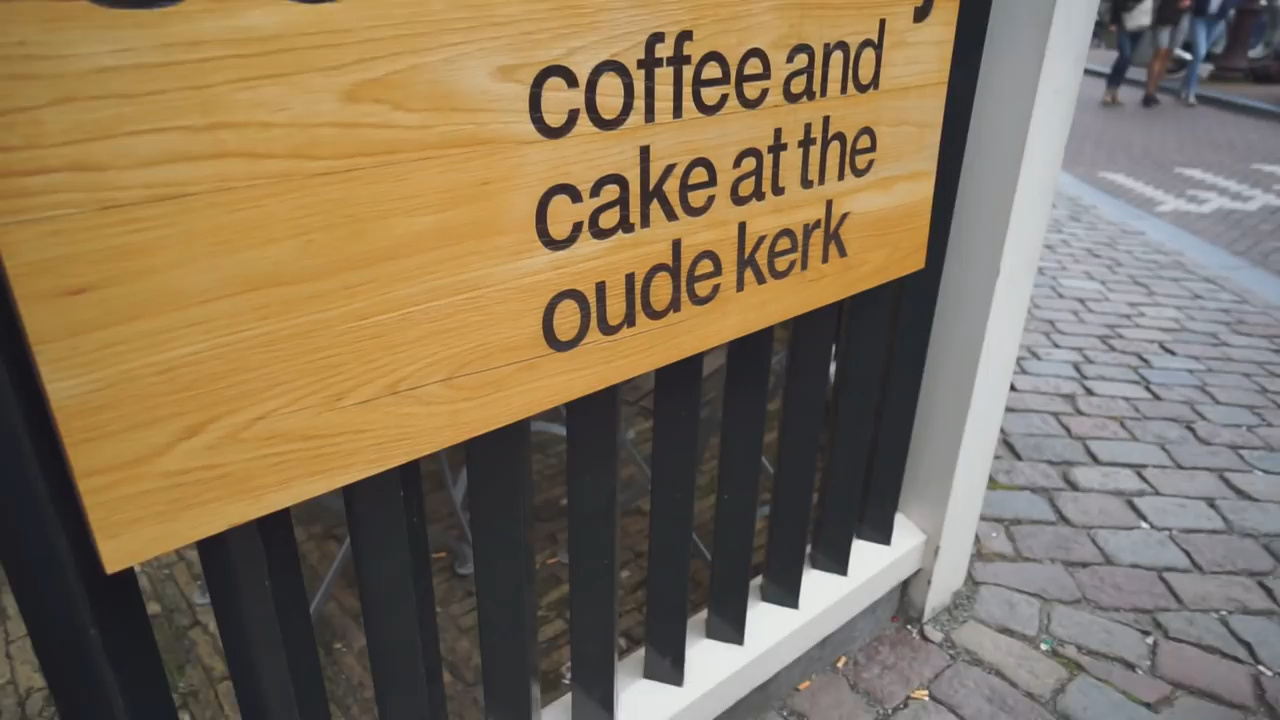 coffee and
cake at the
oude kerk